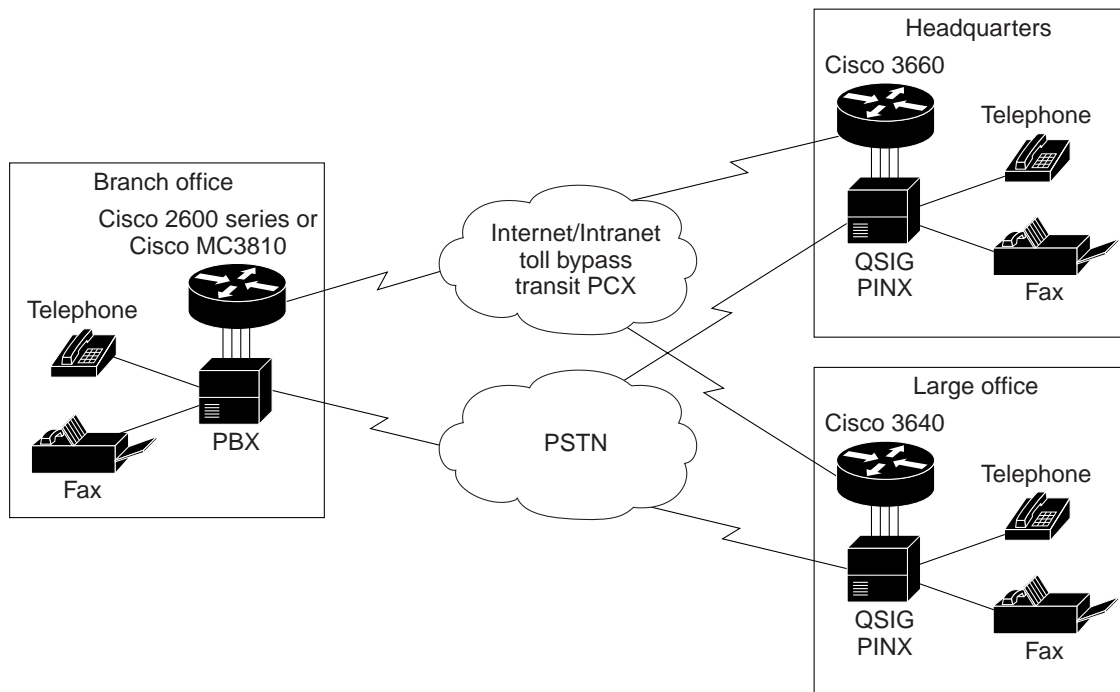 Branch office
Cisco 2600 series or
Cisco MC3810
Telephone
PBX
Fax
Internet/Intranet
toll bypass
transit PCX
PSTN
Headquarters
Cisco 3660
Telephone
QSIG
PINX
Fax
Large office
Cisco 3640
Telephone
QSIG
PINX
Fax